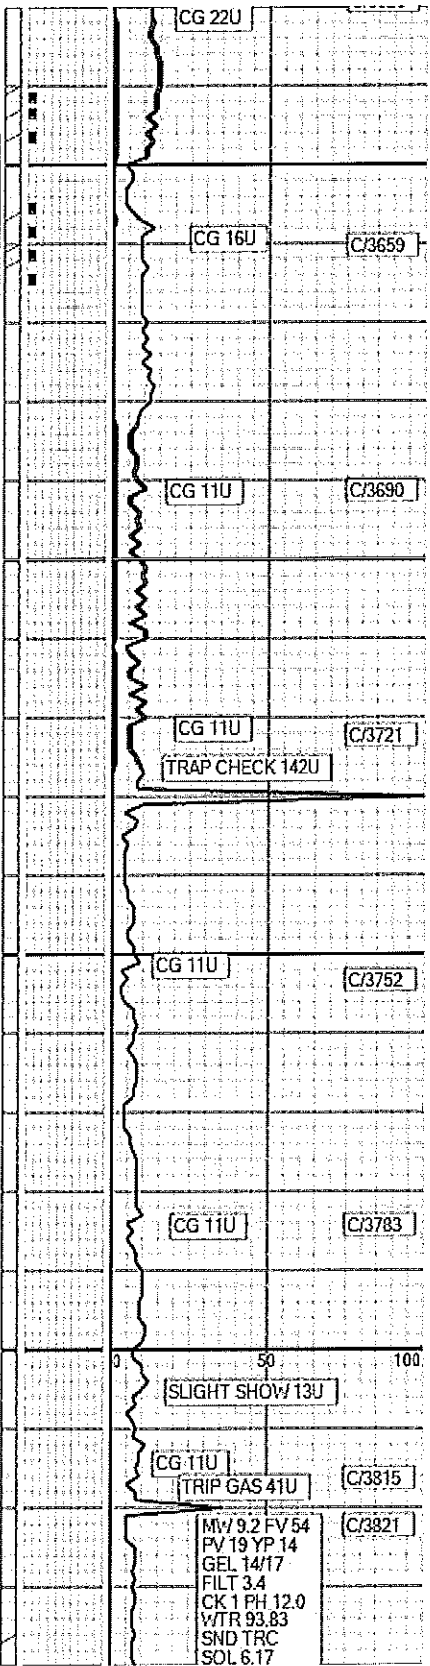 CG 22U
CG 16U
C/3659
CG 11U
C/3690
CG 11U
C/3721
TRAP CHECK 142U
CG 11U
C/3752
CG 11U
C/3783
0 50 100
SLIGHT SHOW 13U
CG 11U
C/3815
TRIP GAS 41U
C/3821
MW 9.2 FV 54
PV 19 YP 14
GEL 14/17
FILT 3.4
CK 1 PH 12.0
WTR 93.83
SND TRC
SOL 6.17